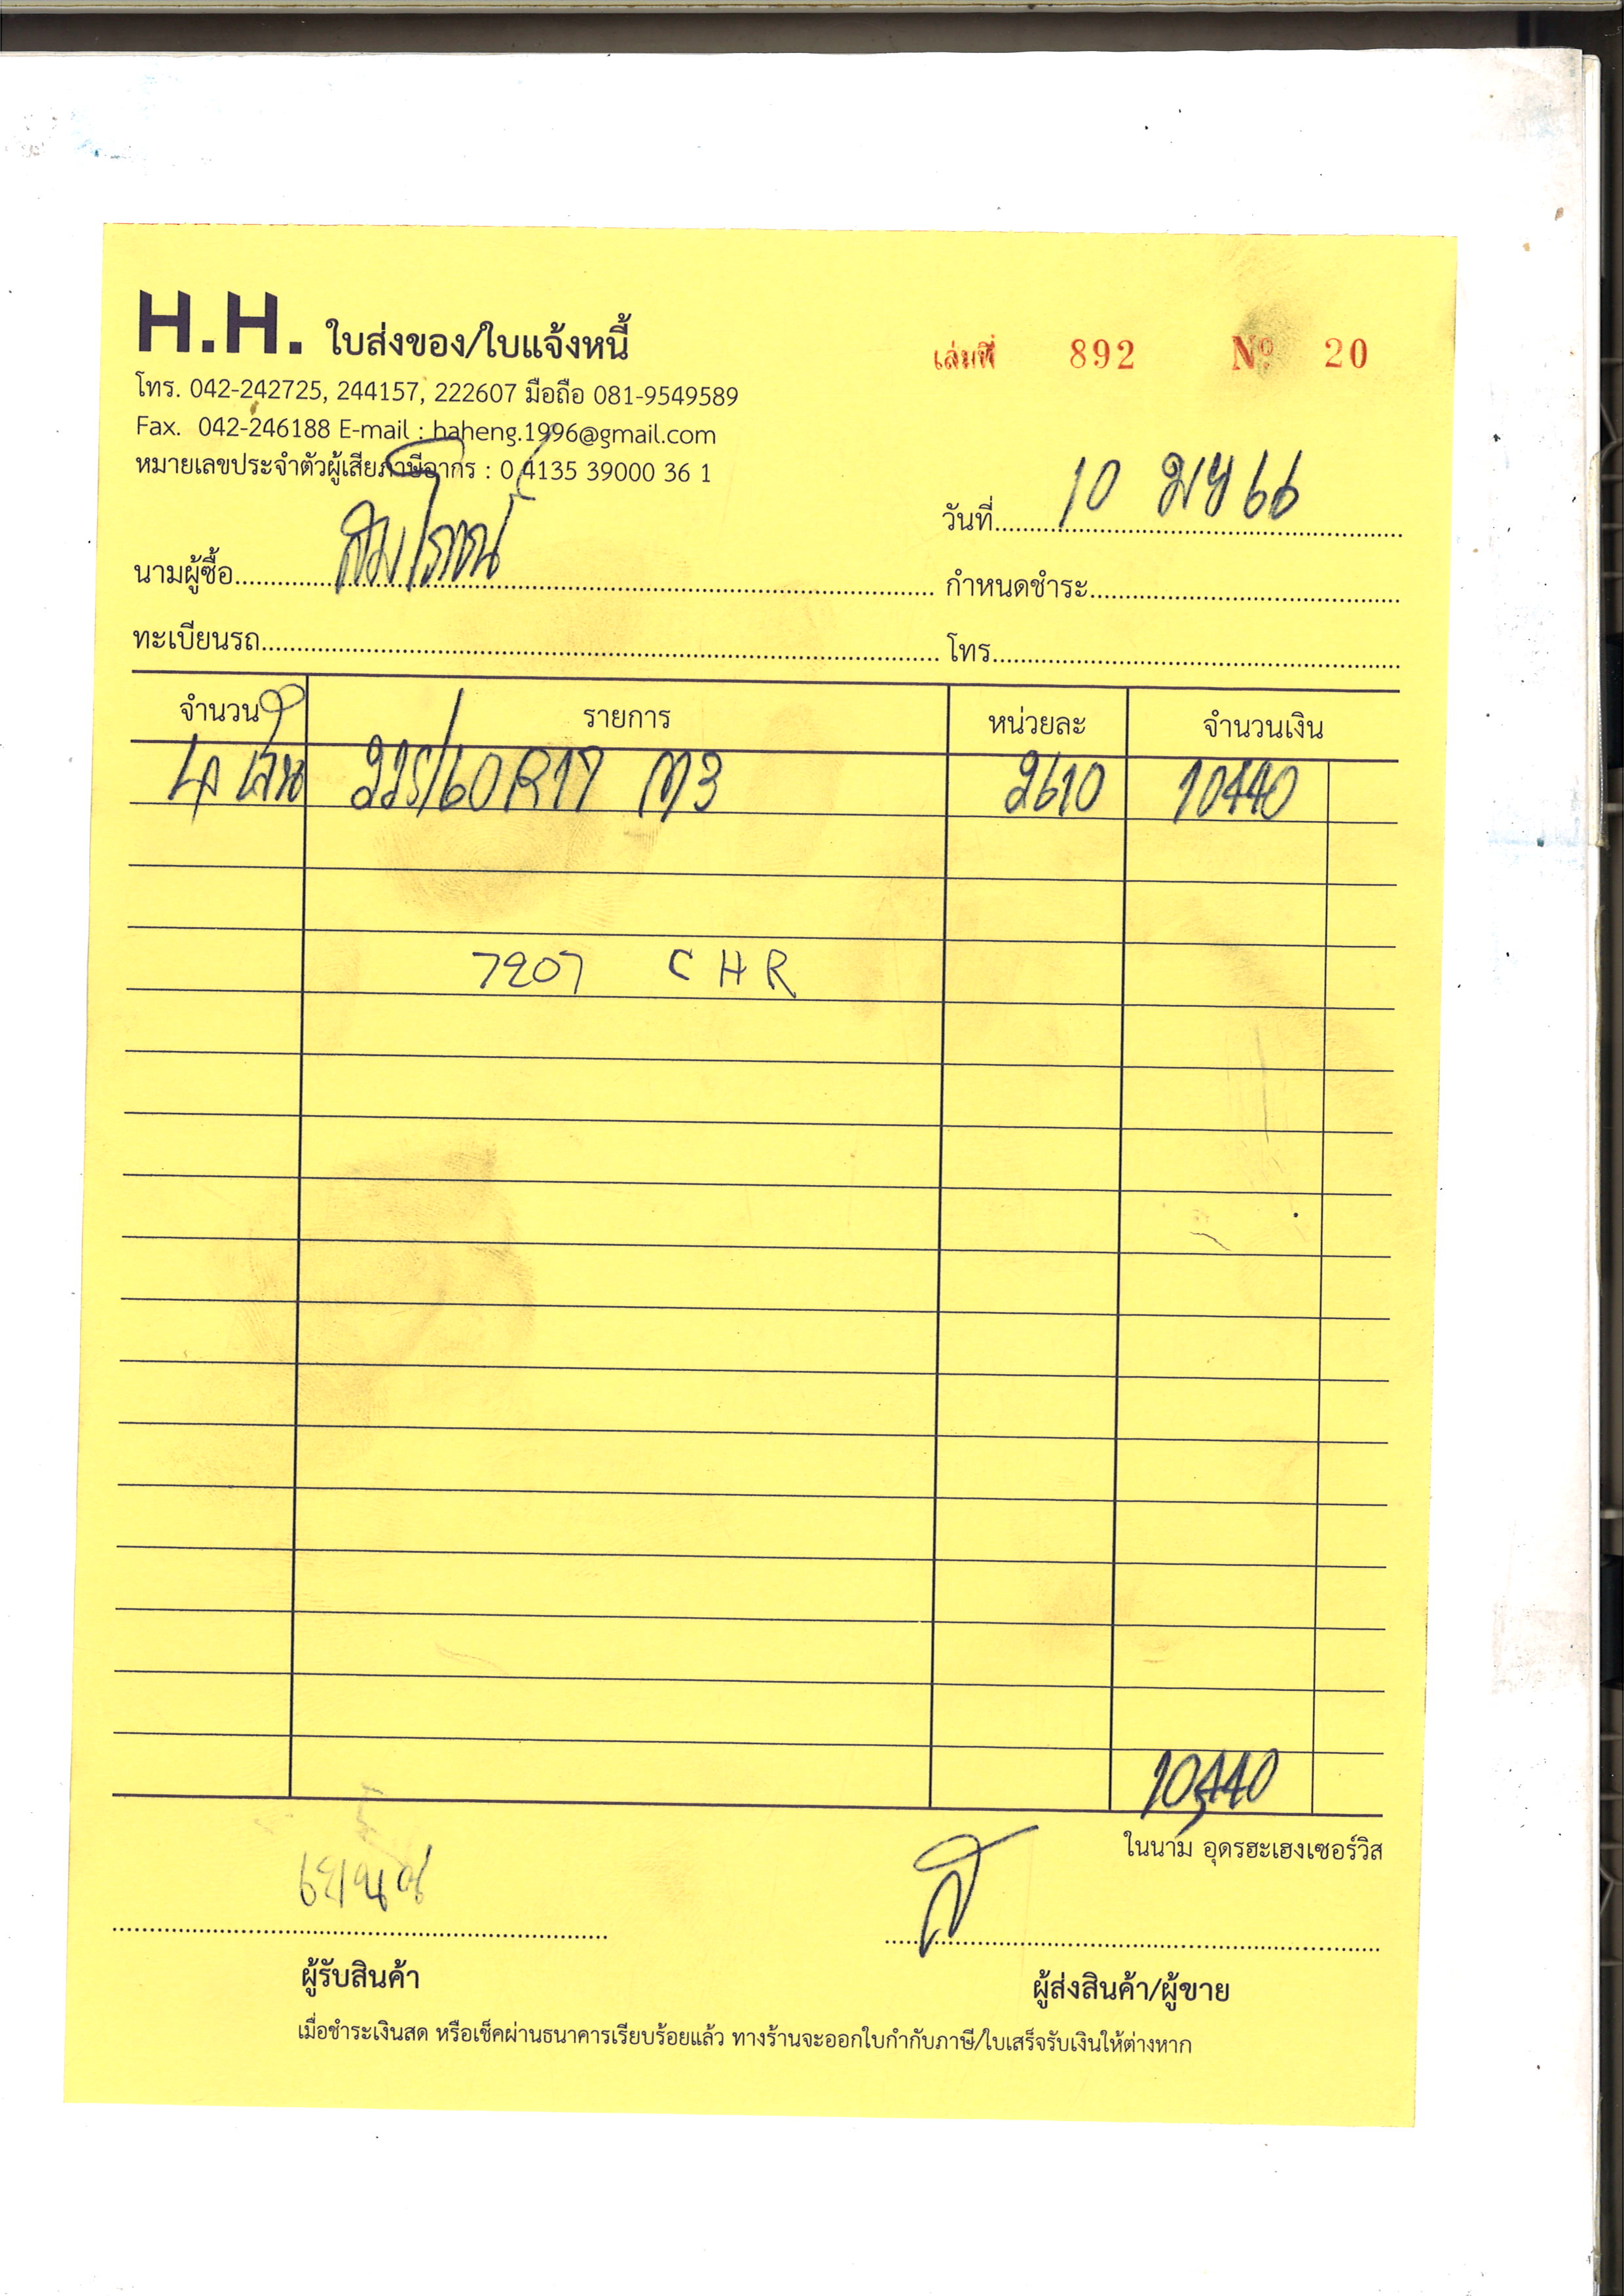 H.H. ใบส่งของ/ใบแจ้งหนี้
เล่มที่ 892 Nº 20
โทร. 042-242725, 244157, 222607 มือถือ 081-9549589
Fax. 042-246188 E-mail : haheng.1996@gmail.com
หมายเลขประจำตัวผู้เสียภาษีอากร : 0 4135 39000 36 1
วันที่ 10 มิย 66
นามผู้ซื้อ
กำหนดชำระ
ทะเบียนรถ
โทร
จำนวน รายการ หน่วยละ จำนวนเงิน
4 เส้น 225/60R17 M3 2610 10440
7207 CHR
10,440
ในนาม อุดรฮะเฮงเซอร์วิส
ผู้รับสินค้า
ผู้ส่งสินค้า/ผู้ขาย
เมื่อชำระเงินสด หรือเช็คผ่านธนาคารเรียบร้อยแล้ว ทางร้านจะออกใบกำกับภาษี/ใบเสร็จรับเงินให้ต่างหาก